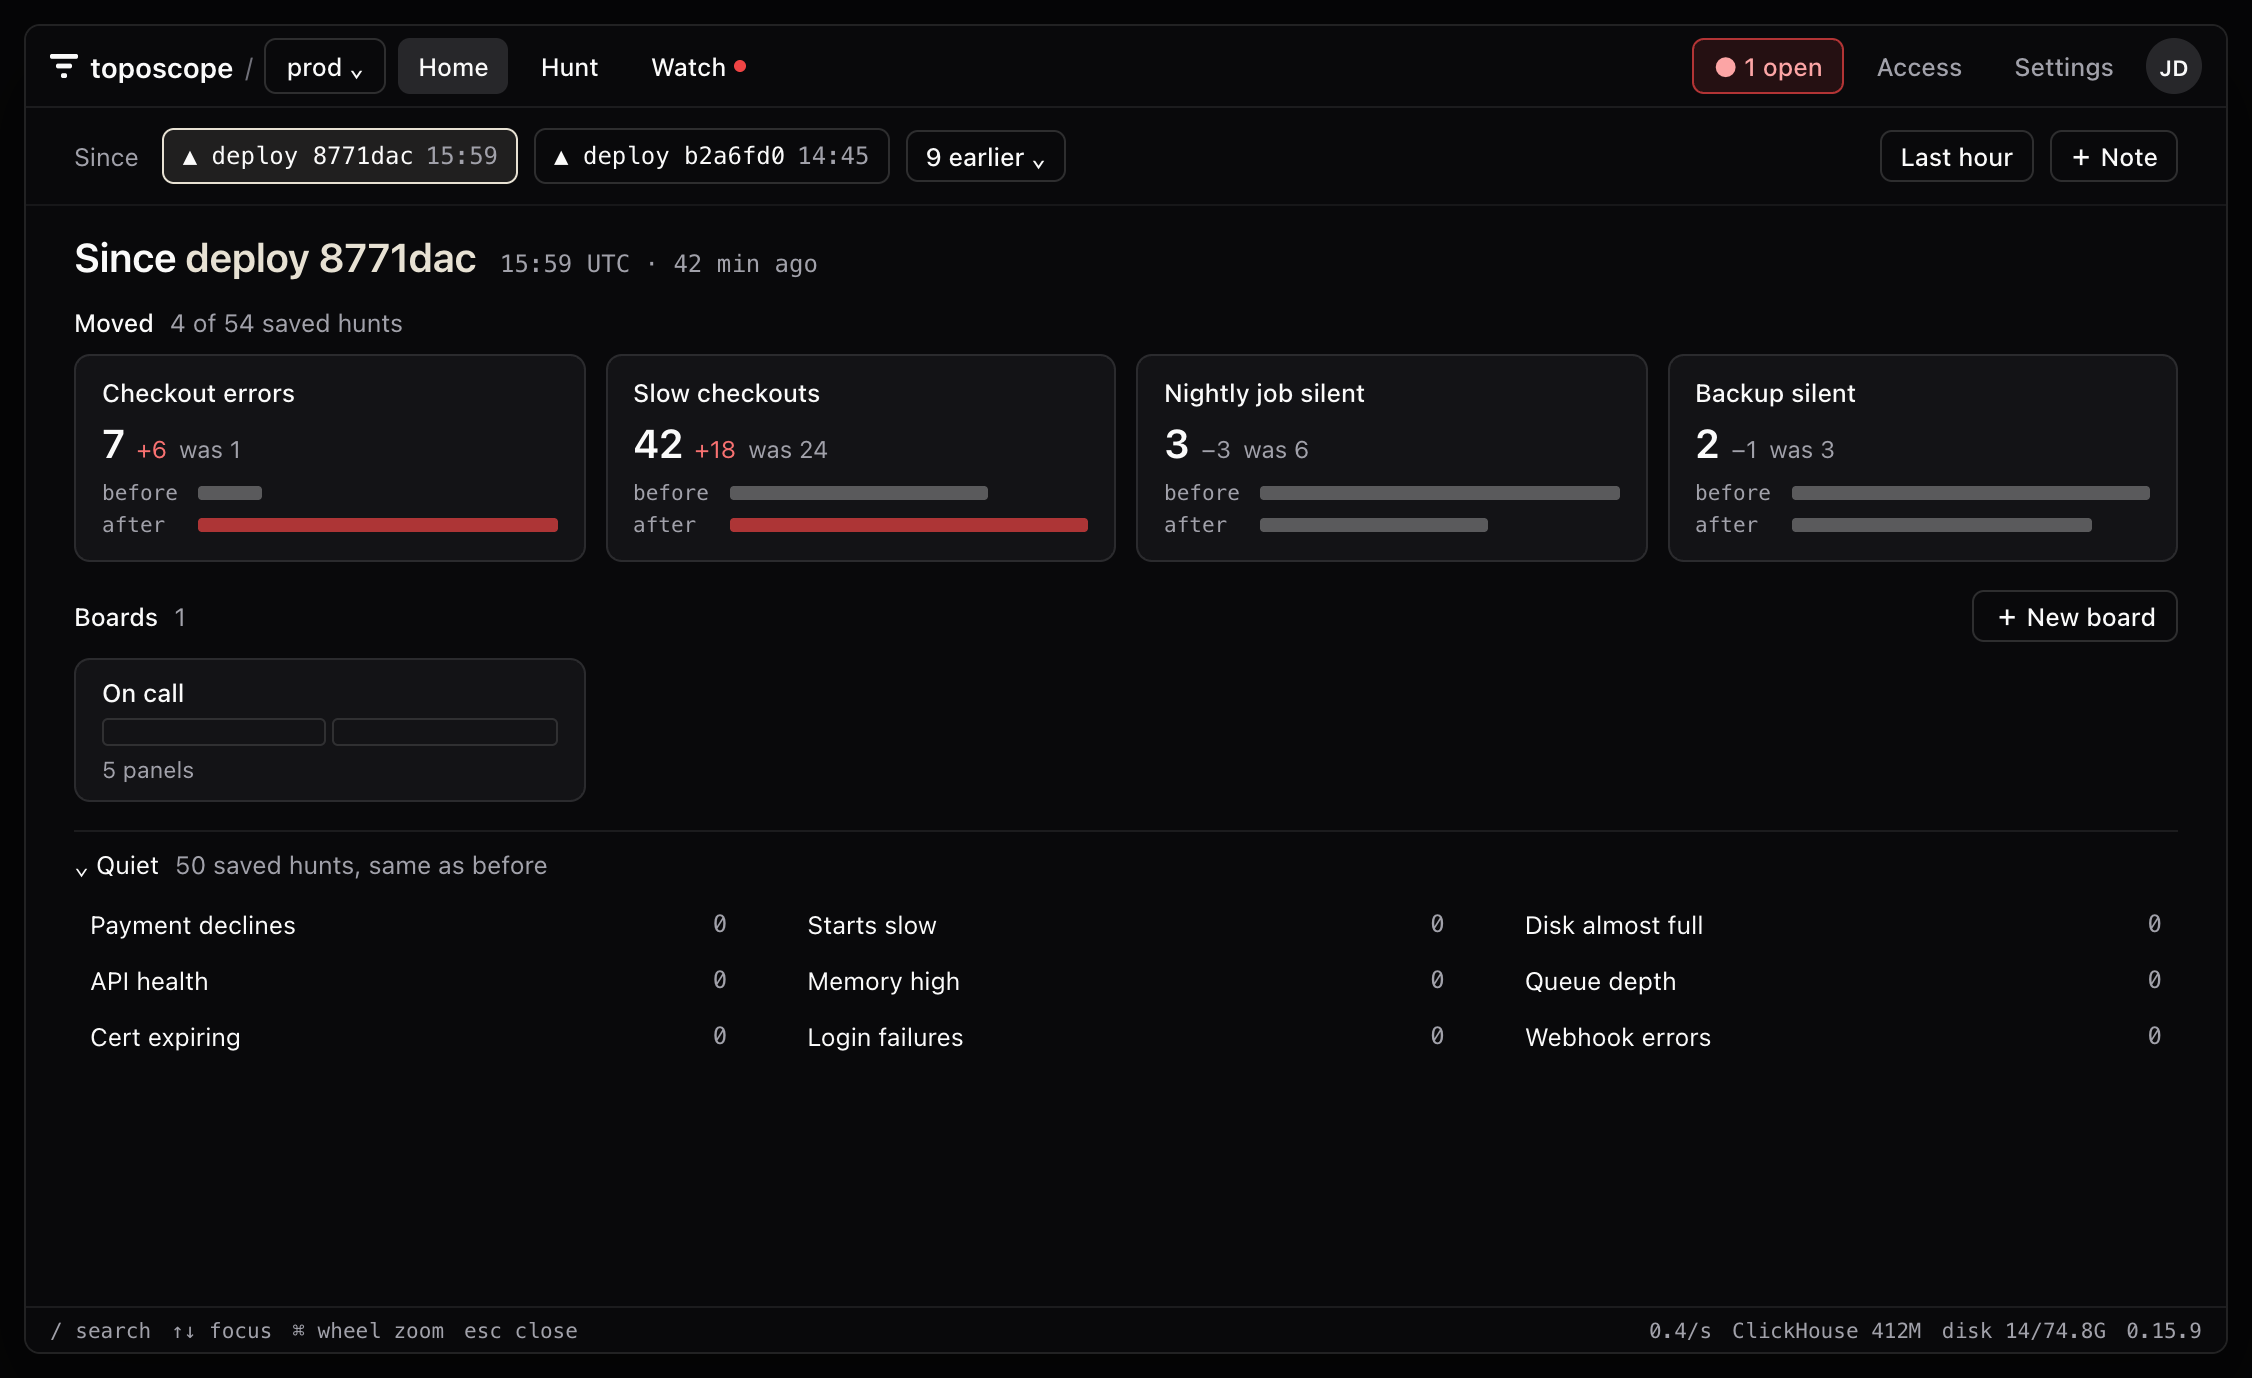 toposcope / prod Home Hunt Watch 1 open Access Settings JD
Since ▲ deploy 8771dac 15:59 ▲ deploy b2a6fd0 14:45 9 earlier Last hour + Note
Since deploy 8771dac 15:59 UTC · 42 min ago
Moved 4 of 54 saved hunts
Checkout errors
7 +6 was 1
before
after
Slow checkouts
42 +18 was 24
before
after
Nightly job silent
3 −3 was 6
before
after
Backup silent
2 −1 was 3
before
after
Boards 1 + New board
On call
5 panels
Quiet 50 saved hunts, same as before
Payment declines 0 Starts slow 0 Disk almost full 0
API health 0 Memory high 0 Queue depth 0
Cert expiring 0 Login failures 0 Webhook errors 0
/ search ↑↓ focus ⌘ wheel zoom esc close 0.4/s ClickHouse 412M disk 14/74.8G 0.15.9